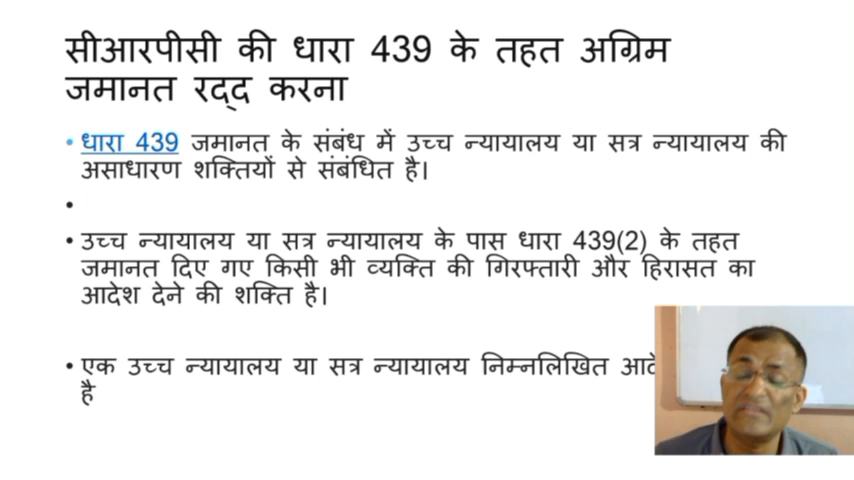 सीआरपीसी की धारा 439 के तहत अग्रिम
जमानत रद्द करना
• धारा 439 जमानत के संबंध में उच्च न्यायालय या सत्र न्यायालय की
असाधारण शक्तियों से संबंधित है।
•
• उच्च न्यायालय या सत्र न्यायालय के पास धारा 439(2) के तहत
जमानत दिए गए किसी भी व्यक्ति की गिरफ्तारी और हिरासत का
आदेश देने की शक्ति है।
• एक उच्च न्यायालय या सत्र न्यायालय निम्नलिखित
है